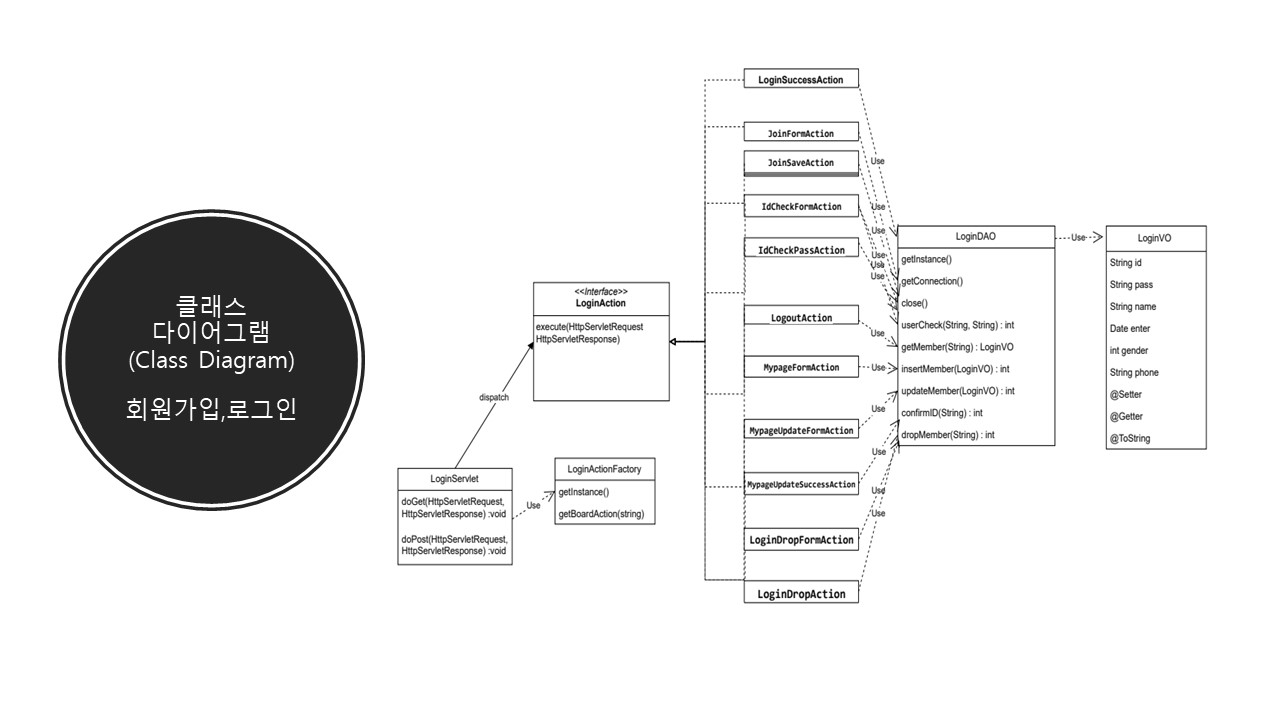 클래스
다이어그램
(Class Diagram)
회원가입,로그인
<<Interface>>
LoginAction
execute(HttpServletRequest
HttpServletResponse)
dispatch
LoginServlet
doGet(HttpServletRequest,
HttpServletResponse) :void
doPost(HttpServletRequest,
HttpServletResponse) :void
Use
LoginActionFactory
getInstance()
getBoardAction(string)
LoginSuccessAction
JoinFormAction
JoinSaveAction
IdCheckFormAction
IdCheckPassAction
LogoutAction
MypageFormAction
MypageUpdateFormAction
MypageUpdateSuccessAction
LoginDropFormAction
LoginDropAction
Use
Use
Use
Use
Use
Use
Use
Use
Use
Use
Use
Use
LoginDAO
getInstance()
getConnection()
close()
userCheck(String, String) : int
getMember(String) : LoginVO
insertMember(LoginVO) : int
updateMember(LoginVO) : int
confirmID(String) : int
dropMember(String) : int
Use
LoginVO
String id
String pass
String name
Date enter
int gender
String phone
@Setter
@Getter
@ToString